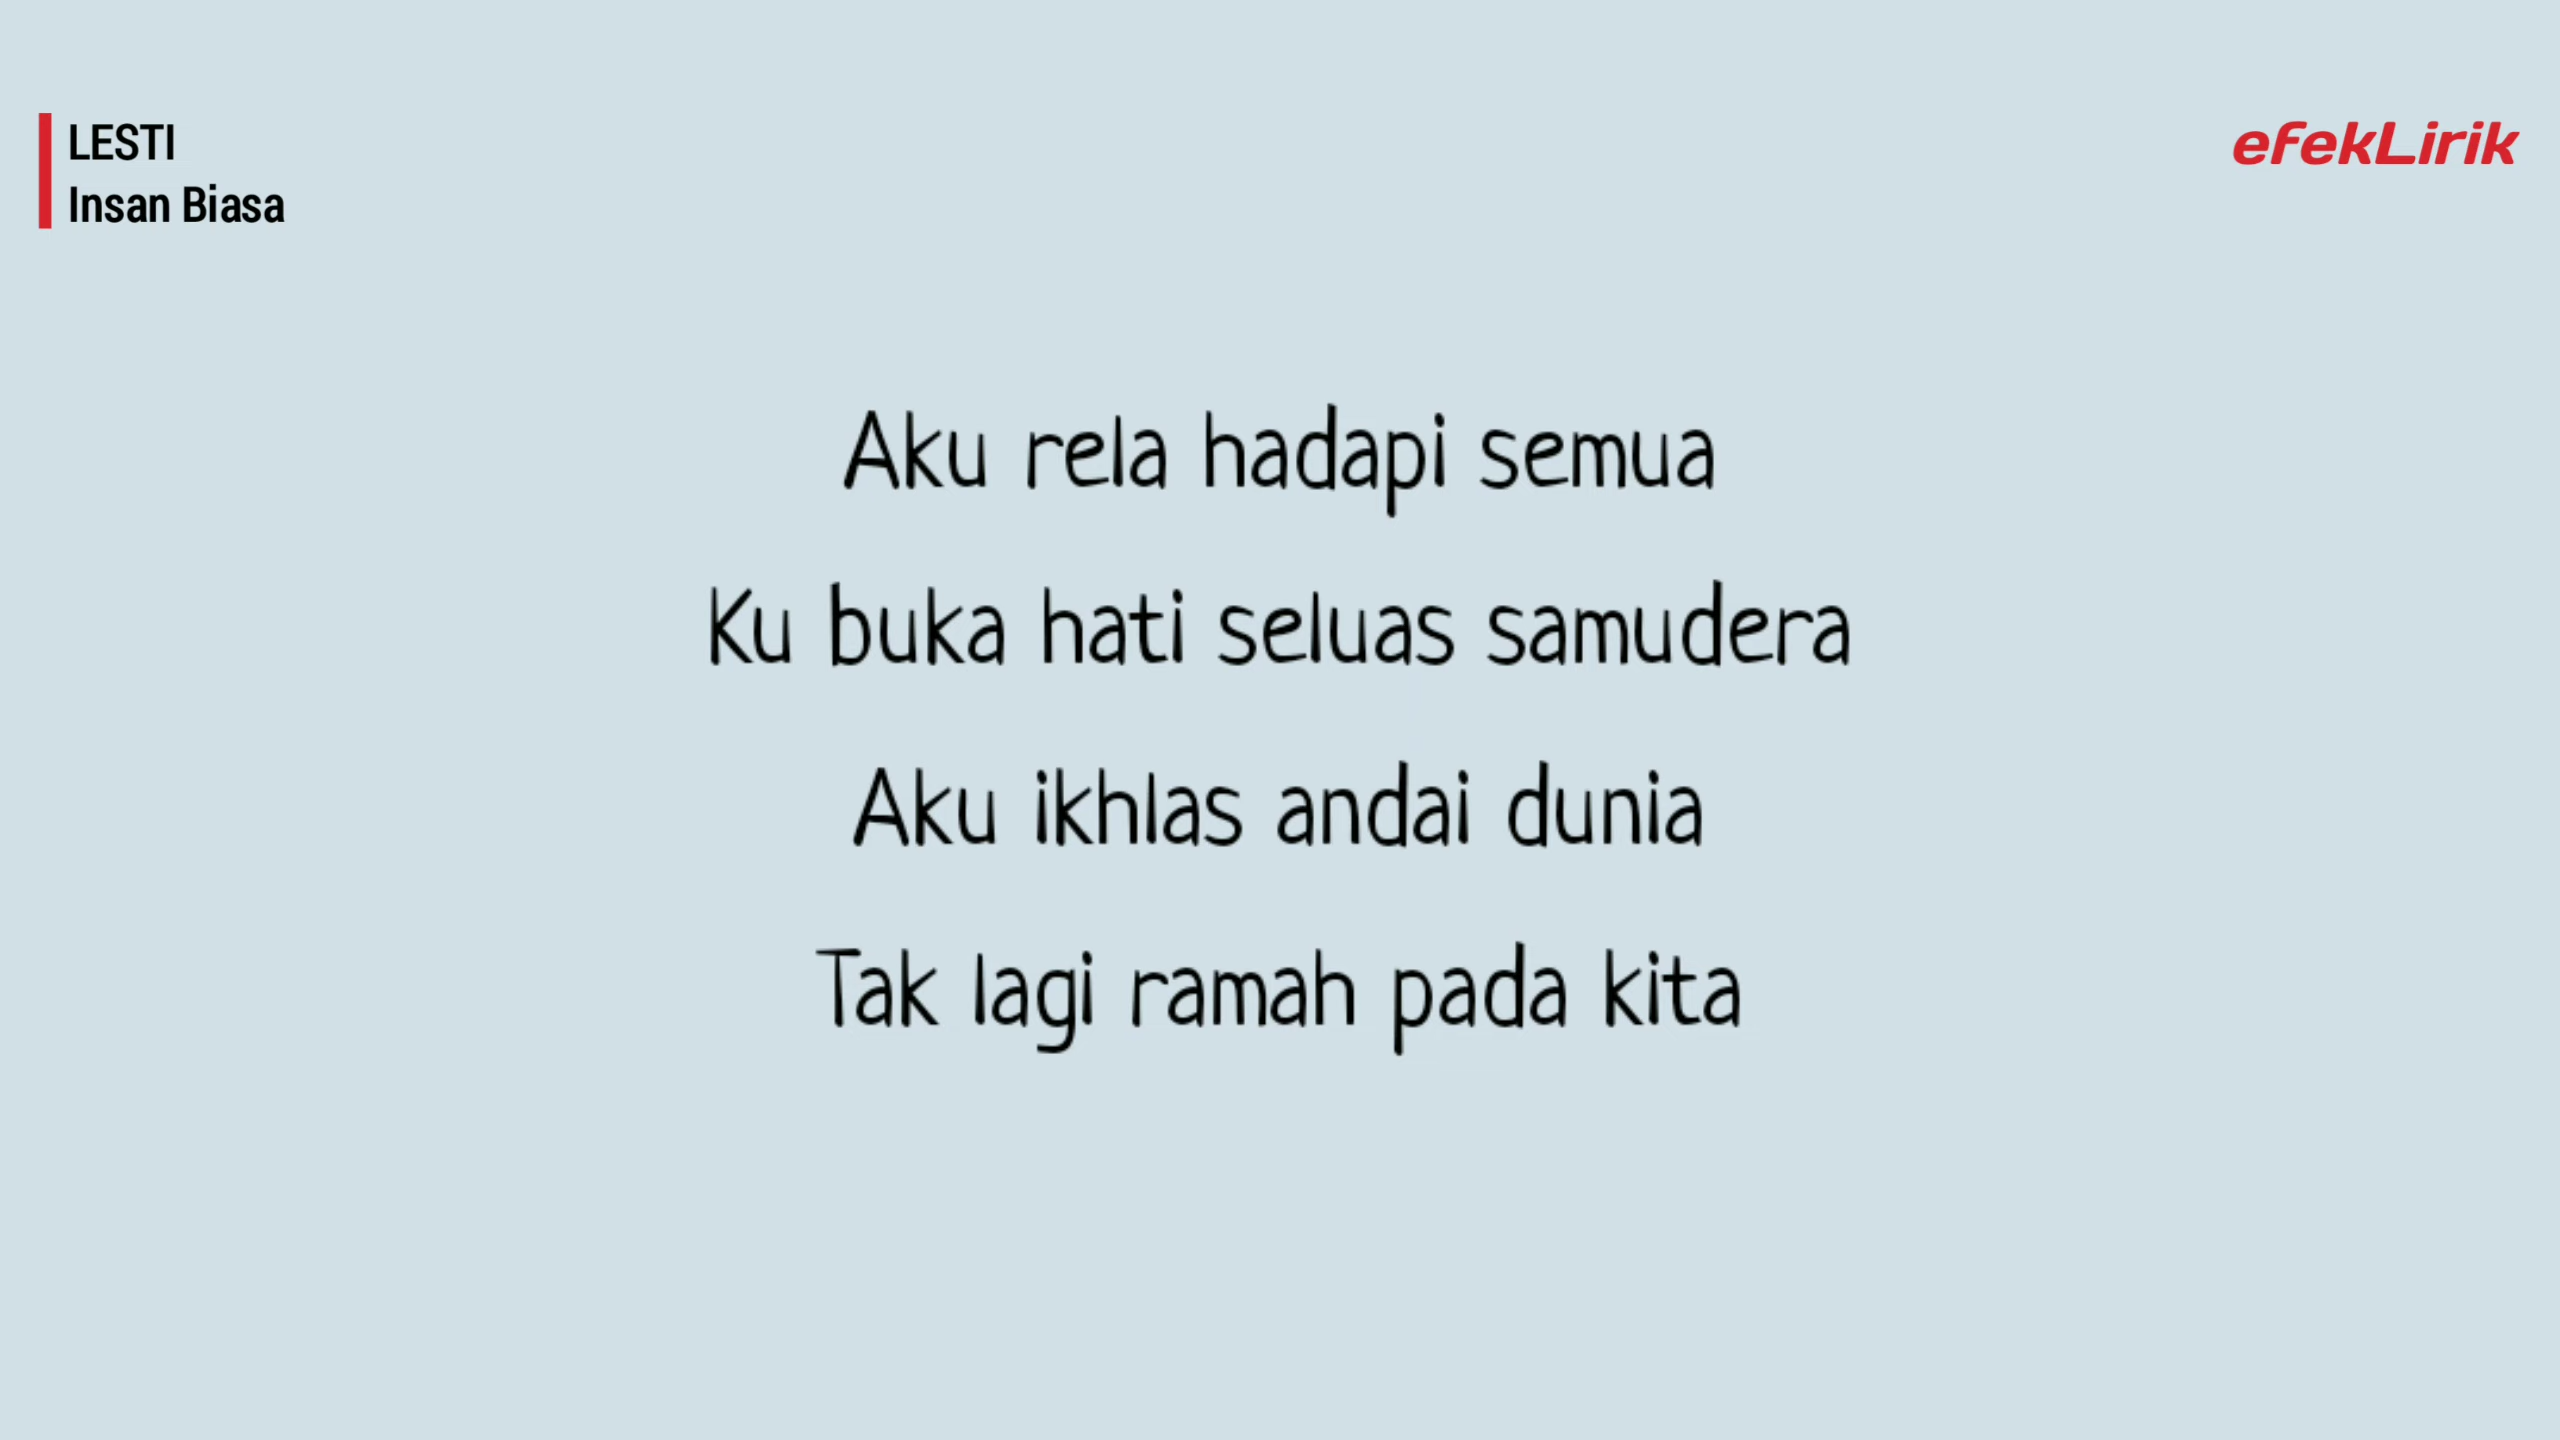 LESTI
Insan Biasa
efekLirik
Aku rela hadapi semua
Ku buka hati seluas samudera
Aku ikhlas andai dunia
Tak lagi ramah pada kita